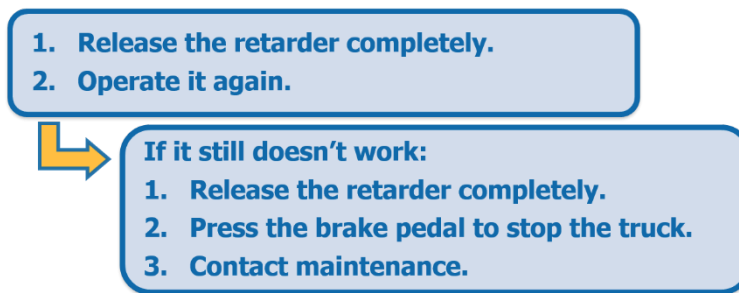 1. Release the retarder completely.
2. Operate it again.
If it still doesn’t work:
1. Release the retarder completely.
2. Press the brake pedal to stop the truck.
3. Contact maintenance.